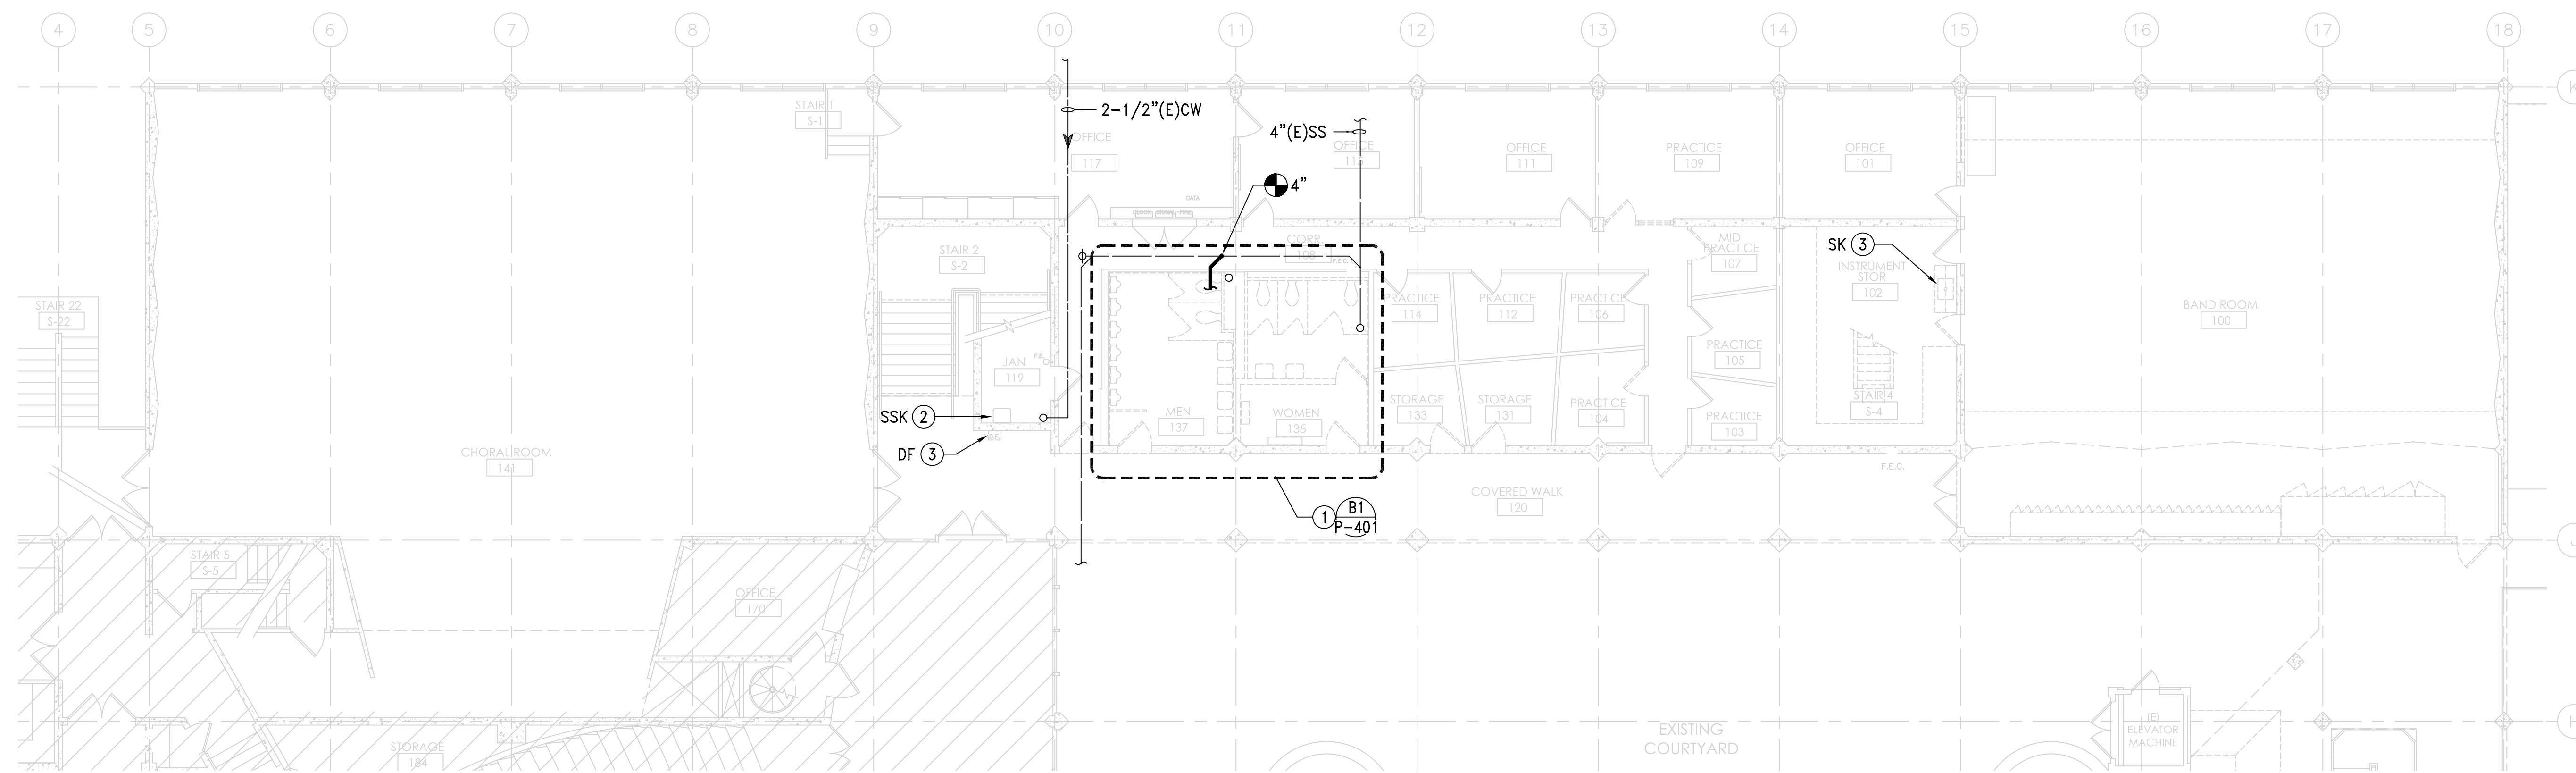 4 5 6 7 8 9 10 11 12 13 14 15 16 17 18
K
STAIR 1
S-1
2-1/2"(E)CW
OFFICE
117
4"(E)SS
OFFICE
OFFICE
111
PRACTICE
109
OFFICE
101
4"
DATA
CLOCK SIGNAL FIRE
STAIR 2
S-2
CORR.
108
F.E.C.
MIDI
PRACTICE
107
SK 3
INSTRUMENT
STOR
102
STAIR 22
S-22
PRACTICE
114
PRACTICE
112
PRACTICE
106
BAND ROOM
100
JAN
119
F.E.
PRACTICE
105
SSK 2
MEN
137
WOMEN
135
STORAGE
133
STORAGE
131
PRACTICE
104
PRACTICE
103
STAIR 4
S-4
DF 3
CHORAL ROOM
141
F.E.C.
COVERED WALK
120
1
B1
P-401
STAIR 5
S-5
OFFICE
170
STORAGE
184
EXISTING
COURTYARD
(E)
ELEVATOR
MACHINE